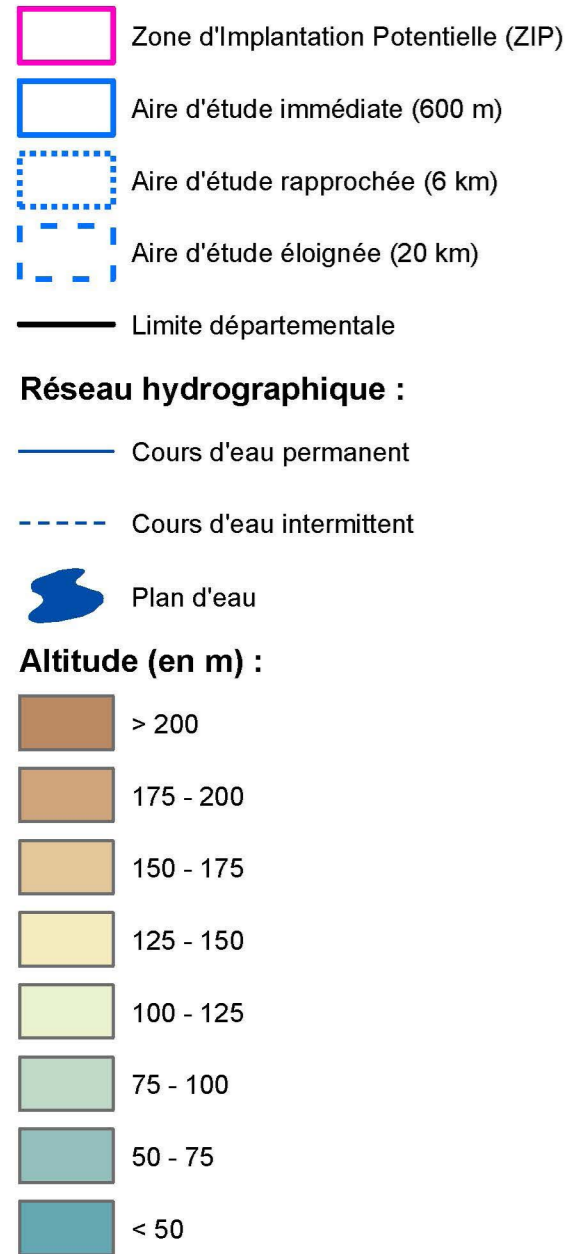 Zone d'Implantation Potentielle (ZIP)
Aire d'étude immédiate (600 m)
Aire d'étude rapprochée (6 km)
Aire d'étude éloignée (20 km)
Limite départementale
Réseau hydrographique :
Cours d'eau permanent
Cours d'eau intermittent
Plan d'eau
Altitude (en m) :
> 200
175 - 200
150 - 175
125 - 150
100 - 125
75 - 100
50 - 75
< 50